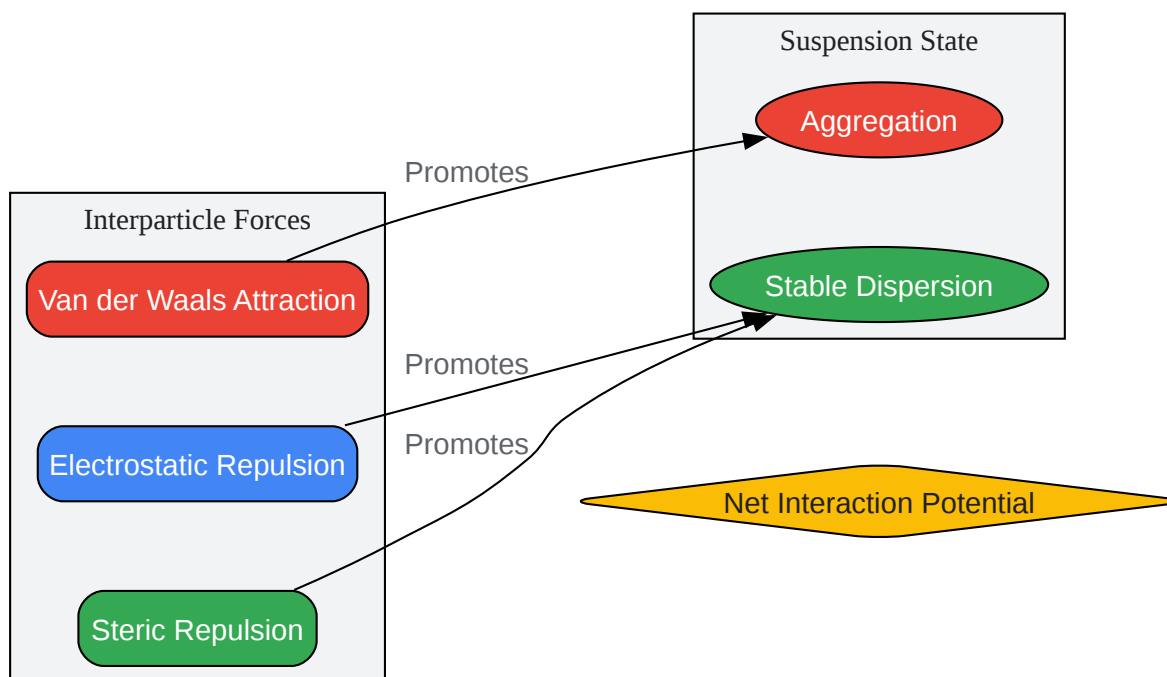 Suspension State
Aggregation
Promotes
Interparticle Forces
Van der Waals Attraction
Stable Dispersion
Promotes
Promotes
Electrostatic Repulsion
Net Interaction Potential
Steric Repulsion